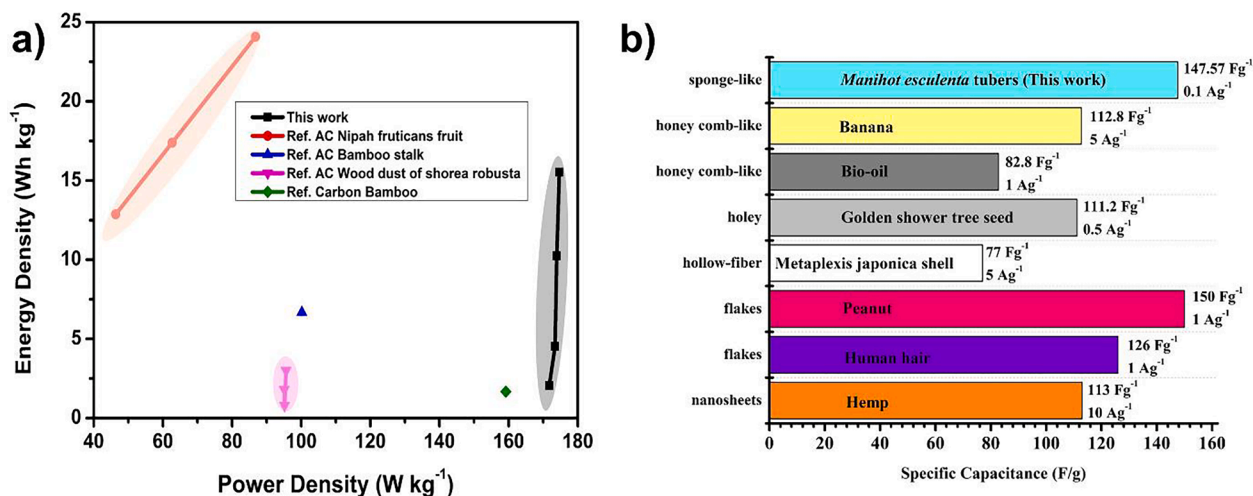 a)
Energy Density (Wh kg⁻¹)
25
20
15
10
5
0
This work
Ref. AC Nipah fruticans fruit
Ref. AC Bamboo stalk
Ref. AC Wood dust of shorea robusta
Ref. Carbon Bamboo
40 60 80 100 120 140 160 180
Power Density (W kg⁻¹)
b)
sponge-like
Manihot esculenta tubers (This work)
147.57 Fg⁻¹
0.1 Ag⁻¹
honey comb-like
Banana
112.8 Fg⁻¹
5 Ag⁻¹
honey comb-like
Bio-oil
82.8 Fg⁻¹
1 Ag⁻¹
holey
Golden shower tree seed
111.2 Fg⁻¹
0.5 Ag⁻¹
hollow-fiber
Metaplexis japonica shell
77 Fg⁻¹
5 Ag⁻¹
flakes
Peanut
150 Fg⁻¹
1 Ag⁻¹
flakes
Human hair
126 Fg⁻¹
1 Ag⁻¹
nanosheets
Hemp
113 Fg⁻¹
10 Ag⁻¹
0 20 40 60 80 100 120 140 160
Specific Capacitance (F/g)